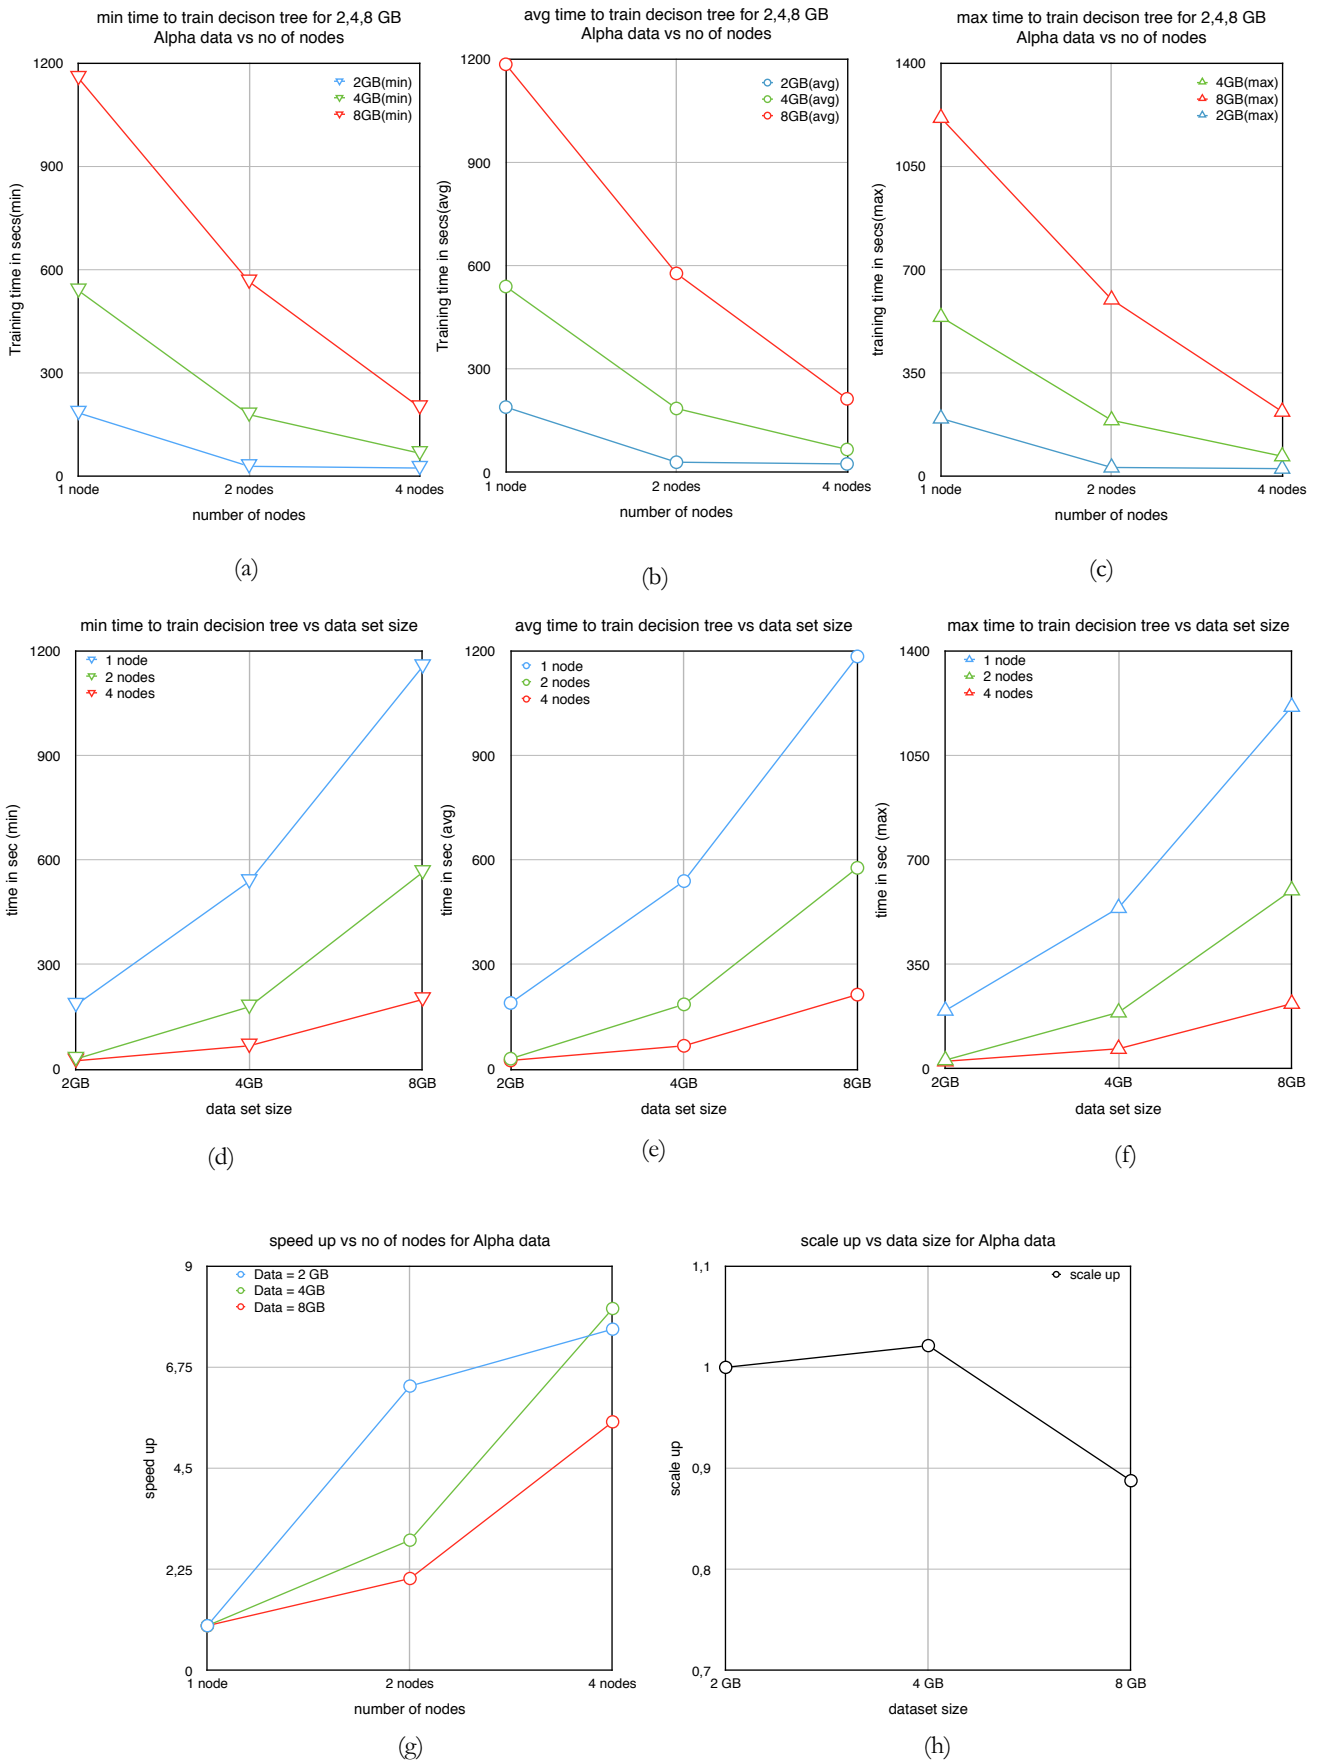 min time to train decison tree for 2,4,8 GB
Alpha data vs no of nodes
1200
900
600
300
0
Training time in secs(min)
2GB(min)
4GB(min)
8GB(min)
1 node
2 nodes
4 nodes
number of nodes
(a)
avg time to train decison tree for 2,4,8 GB
Alpha data vs no of nodes
1200
900
600
300
0
Training time in secs(avg)
2GB(avg)
4GB(avg)
8GB(avg)
1 node
2 nodes
4 nodes
number of nodes
(b)
max time to train decision tree for 2,4,8 GB
Alpha data vs no of nodes
1400
1050
700
350
0
training time in secs(max)
4GB(max)
8GB(max)
2GB(max)
1 node
2 nodes
4 nodes
number of nodes
(c)
min time to train decision tree vs data set size
1200
900
600
300
0
time in sec (min)
1 node
2 nodes
4 nodes
2GB
4GB
8GB
data set size
(d)
avg time to train decision tree vs data set size
1200
900
600
300
0
time in sec (avg)
1 node
2 nodes
4 nodes
2GB
4GB
8GB
data set size
(e)
max time to train decision tree vs data set size
1400
1050
700
350
0
time in sec (max)
1 node
2 nodes
4 nodes
2GB
4GB
8GB
data set size
(f)
speed up vs no of nodes for Alpha data
9
6,75
4,5
2,25
0
speed up
Data = 2 GB
Data = 4GB
Data = 8GB
1 node
2 nodes
4 nodes
number of nodes
(g)
scale up vs data size for Alpha data
1,1
1
0,9
0,8
0,7
scale up
scale up
2 GB
4 GB
8 GB
dataset size
(h)